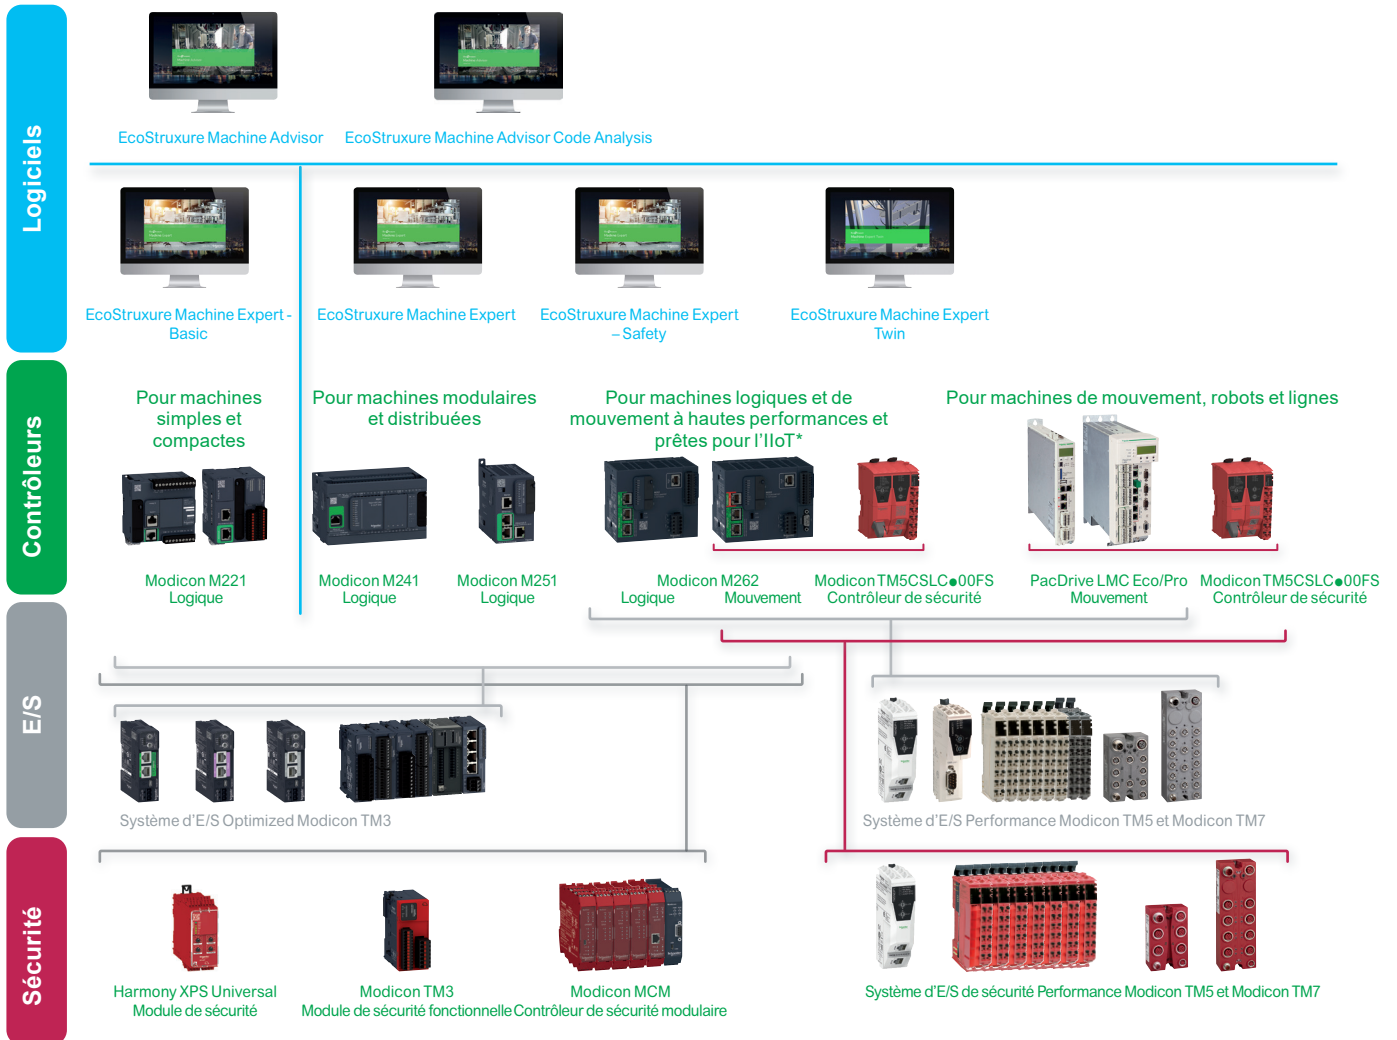 Logiciels
EcoStruxure Machine Advisor
EcoStruxure Machine Advisor Code Analysis
EcoStruxure Machine Expert -
Basic
EcoStruxure Machine Expert
EcoStruxure Machine Expert
– Safety
EcoStruxure Machine Expert
Twin
Contrôleurs
Pour machines
simples et
compactes
Pour machines modulaires
et distribuées
Pour machines logiques et de
mouvement à hautes performances et
prêtes pour l'IIoT*
Pour machines de mouvement, robots et lignes
Modicon M221
Logique
Modicon M241
Logique
Modicon M251
Logique
Modicon M262
Logique
Mouvement
Modicon TM5CSLC●00FS
Contrôleur de sécurité
PacDrive LMC Eco/Pro
Mouvement
Modicon TM5CSLC●00FS
Contrôleur de sécurité
E/S
Système d'E/S Optimized Modicon TM3
Système d'E/S Performance Modicon TM5 et Modicon TM7
Sécurité
Harmony XPS Universal
Module de sécurité
Modicon TM3
Module de sécurité fonctionnelle
Modicon MCM
Contrôleur de sécurité modulaire
Système d'E/S de sécurité Performance Modicon TM5 et Modicon TM7